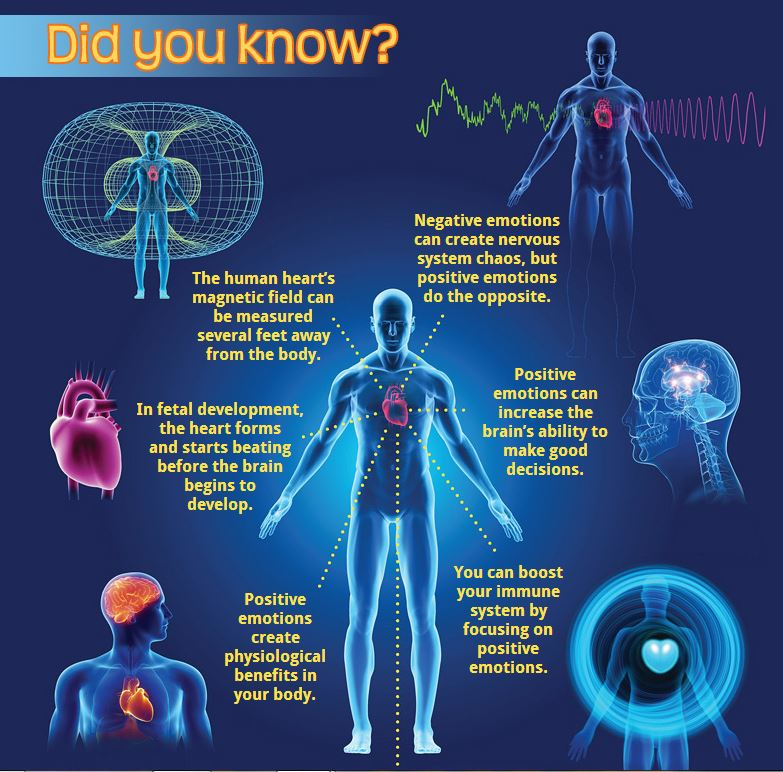 Did you know?
Negative emotions
can create nervous
system chaos, but
positive emotions
do the opposite.
The human heart's
magnetic field can
be measured
several feet away
from the body.
Positive
emotions can
increase the
brain's ability to
make good
decisions.
In fetal development,
the heart forms
and starts beating
before the brain
begins to
develop.
You can boost
your immune
system by
focusing on
positive
emotions.
Positive
emotions
create
physiological
benefits in
your body.